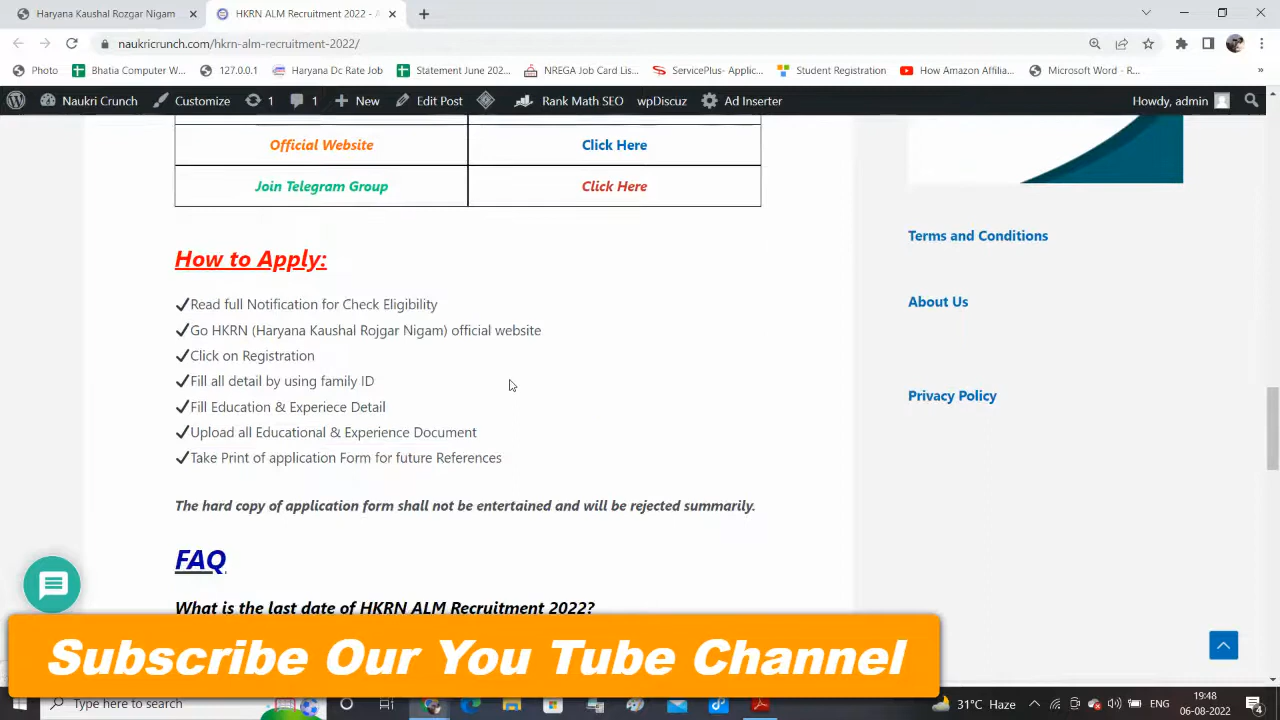 Haryana Kaushal Rozgar Nigam
HKRN ALM Recruitment 2022 - A
naukricrunch.com/hkrn-alm-recruitment-2022/
Photo
Bhatia Computer W...
127.0.0.1
Haryana Dc Rate Job
Statement June 202...
NREGA Job Card Lis...
ServicePlus- Applic...
Student Registration
How Amazon Affilia...
Microsoft Word - R...
»
Naukri Crunch
Customize
1
1
New
Edit Post
Rank Math SEO
wpDiscuz
Ad Inserter
Howdy, admin
Official Website
Click Here
Join Telegram Group
Click Here
Terms and Conditions
About Us
Privacy Policy
How to Apply:
✓Read full Notification for Check Eligibility
✓Go HKRN (Haryana Kaushal Rojgar Nigam) official website
✓Click on Registration
✓Fill all detail by using family ID
✓Fill Education & Experiece Detail
✓Upload all Educational & Experience Document
✓Take Print of application Form for future References
The hard copy of application form shall not be entertained and will be rejected summarily.
FAQ
What is the last date of HKRN ALM Recruitment 2022?
Subscribe Our You Tube Channel
Type here to search
31°C Haze
19:48
06-08-2022
4